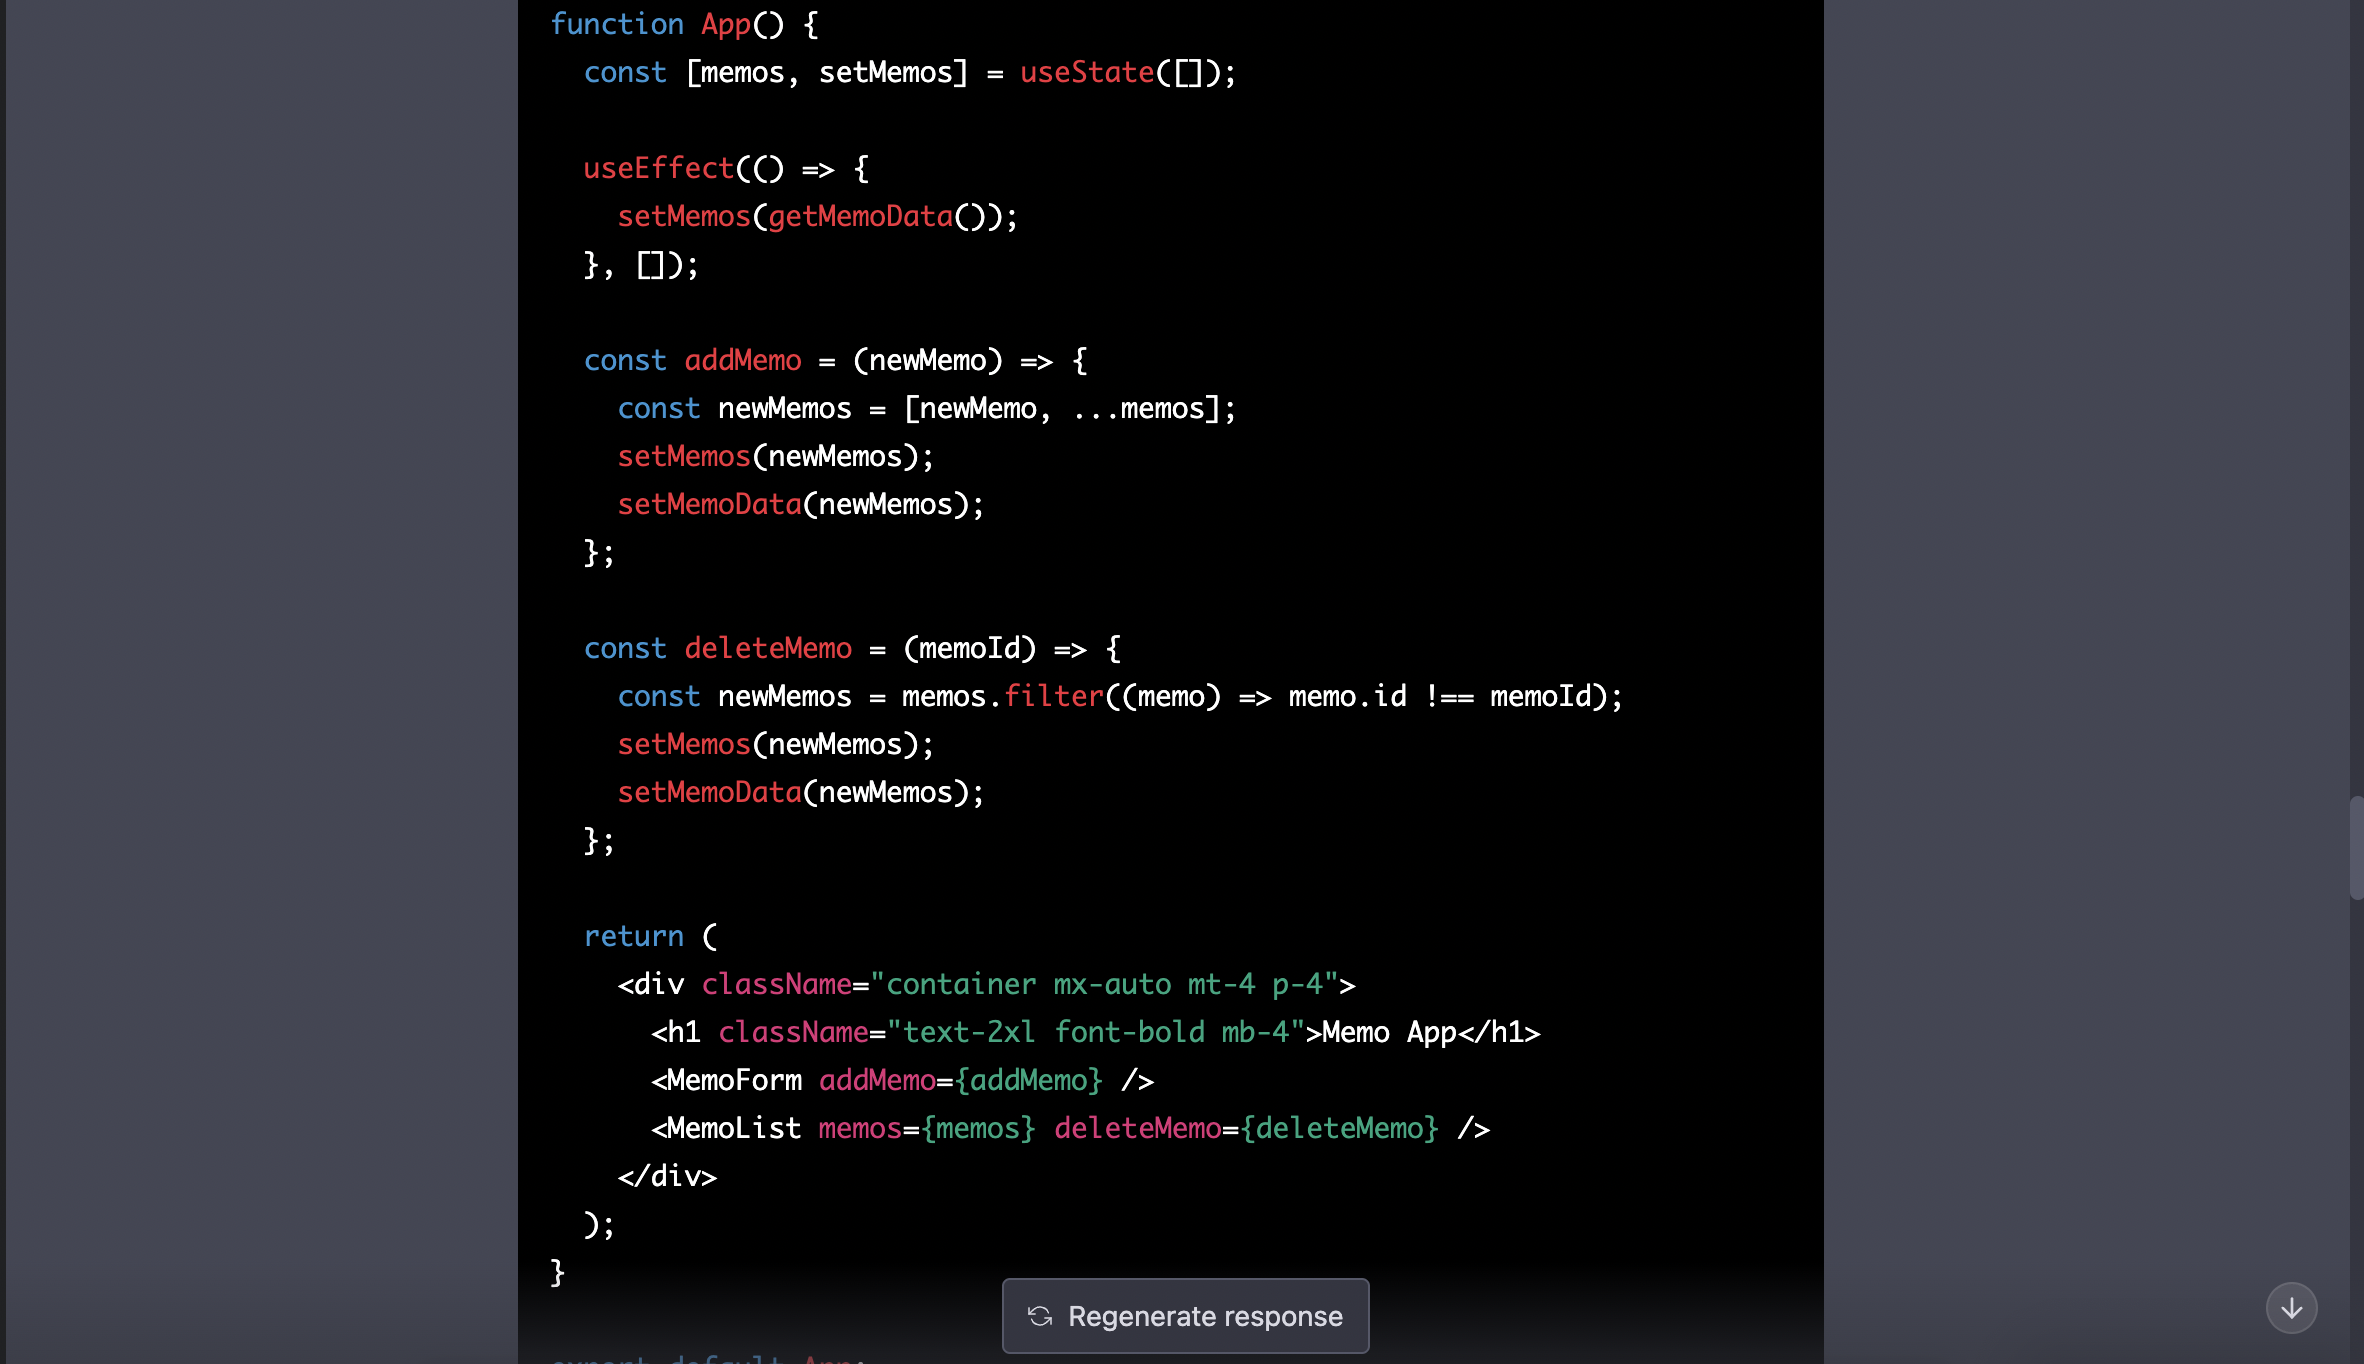 function App() {
  const [memos, setMemos] = useState([]);
  useEffect(() => {
    setMemos(getMemoData());
  }, []);
  const addMemo = (newMemo) => {
    const newMemos = [newMemo, ...memos];
    setMemos(newMemos);
    setMemoData(newMemos);
  };
  const deleteMemo = (memoId) => {
    const newMemos = memos.filter((memo) => memo.id !== memoId);
    setMemos(newMemos);
    setMemoData(newMemos);
  };
  return (
    <div className="container mx-auto mt-4 p-4">
      <h1 className="text-2xl font-bold mb-4">Memo App</h1>
      <MemoForm addMemo={addMemo} />
      <MemoList memos={memos} deleteMemo={deleteMemo} />
    </div>
  );
}
Regenerate response
export default App;